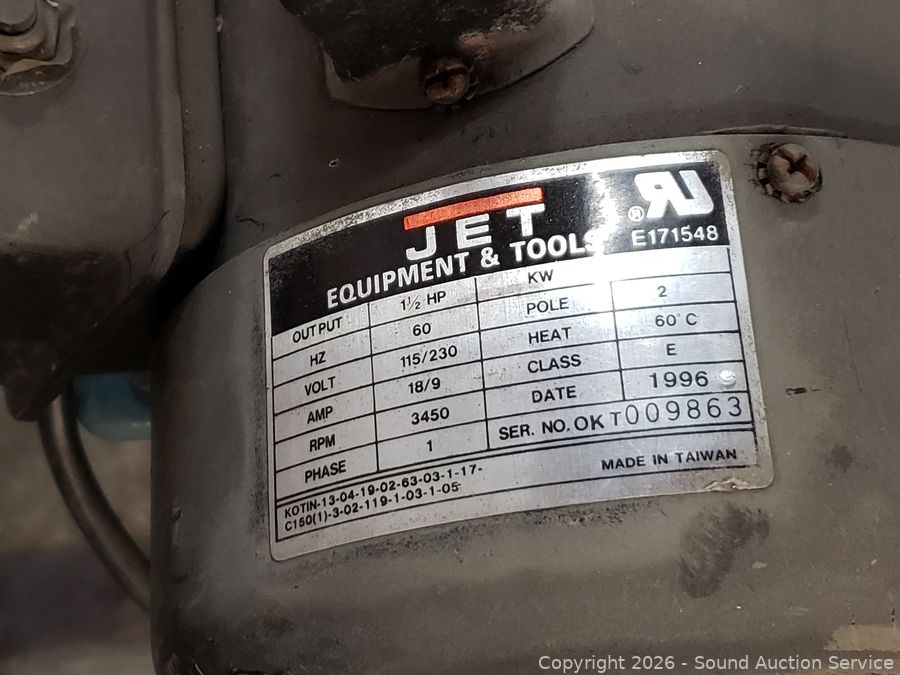 JET
EQUIPMENT & TOOLS
RU ®
E171548
OUTPUT 1 1/2 HP KW
HZ 60 POLE 2
VOLT 115/230 HEAT 60°C
AMP 18/9 CLASS E
RPM 3450 DATE 1996
PHASE 1 SER. NO. OK T009863
KOTIN-13-04-19-02-63-03-1-17-
C150(1)-3-02-119-1-03-1-05
MADE IN TAIWAN
Copyright 2026 - Sound Auction Service